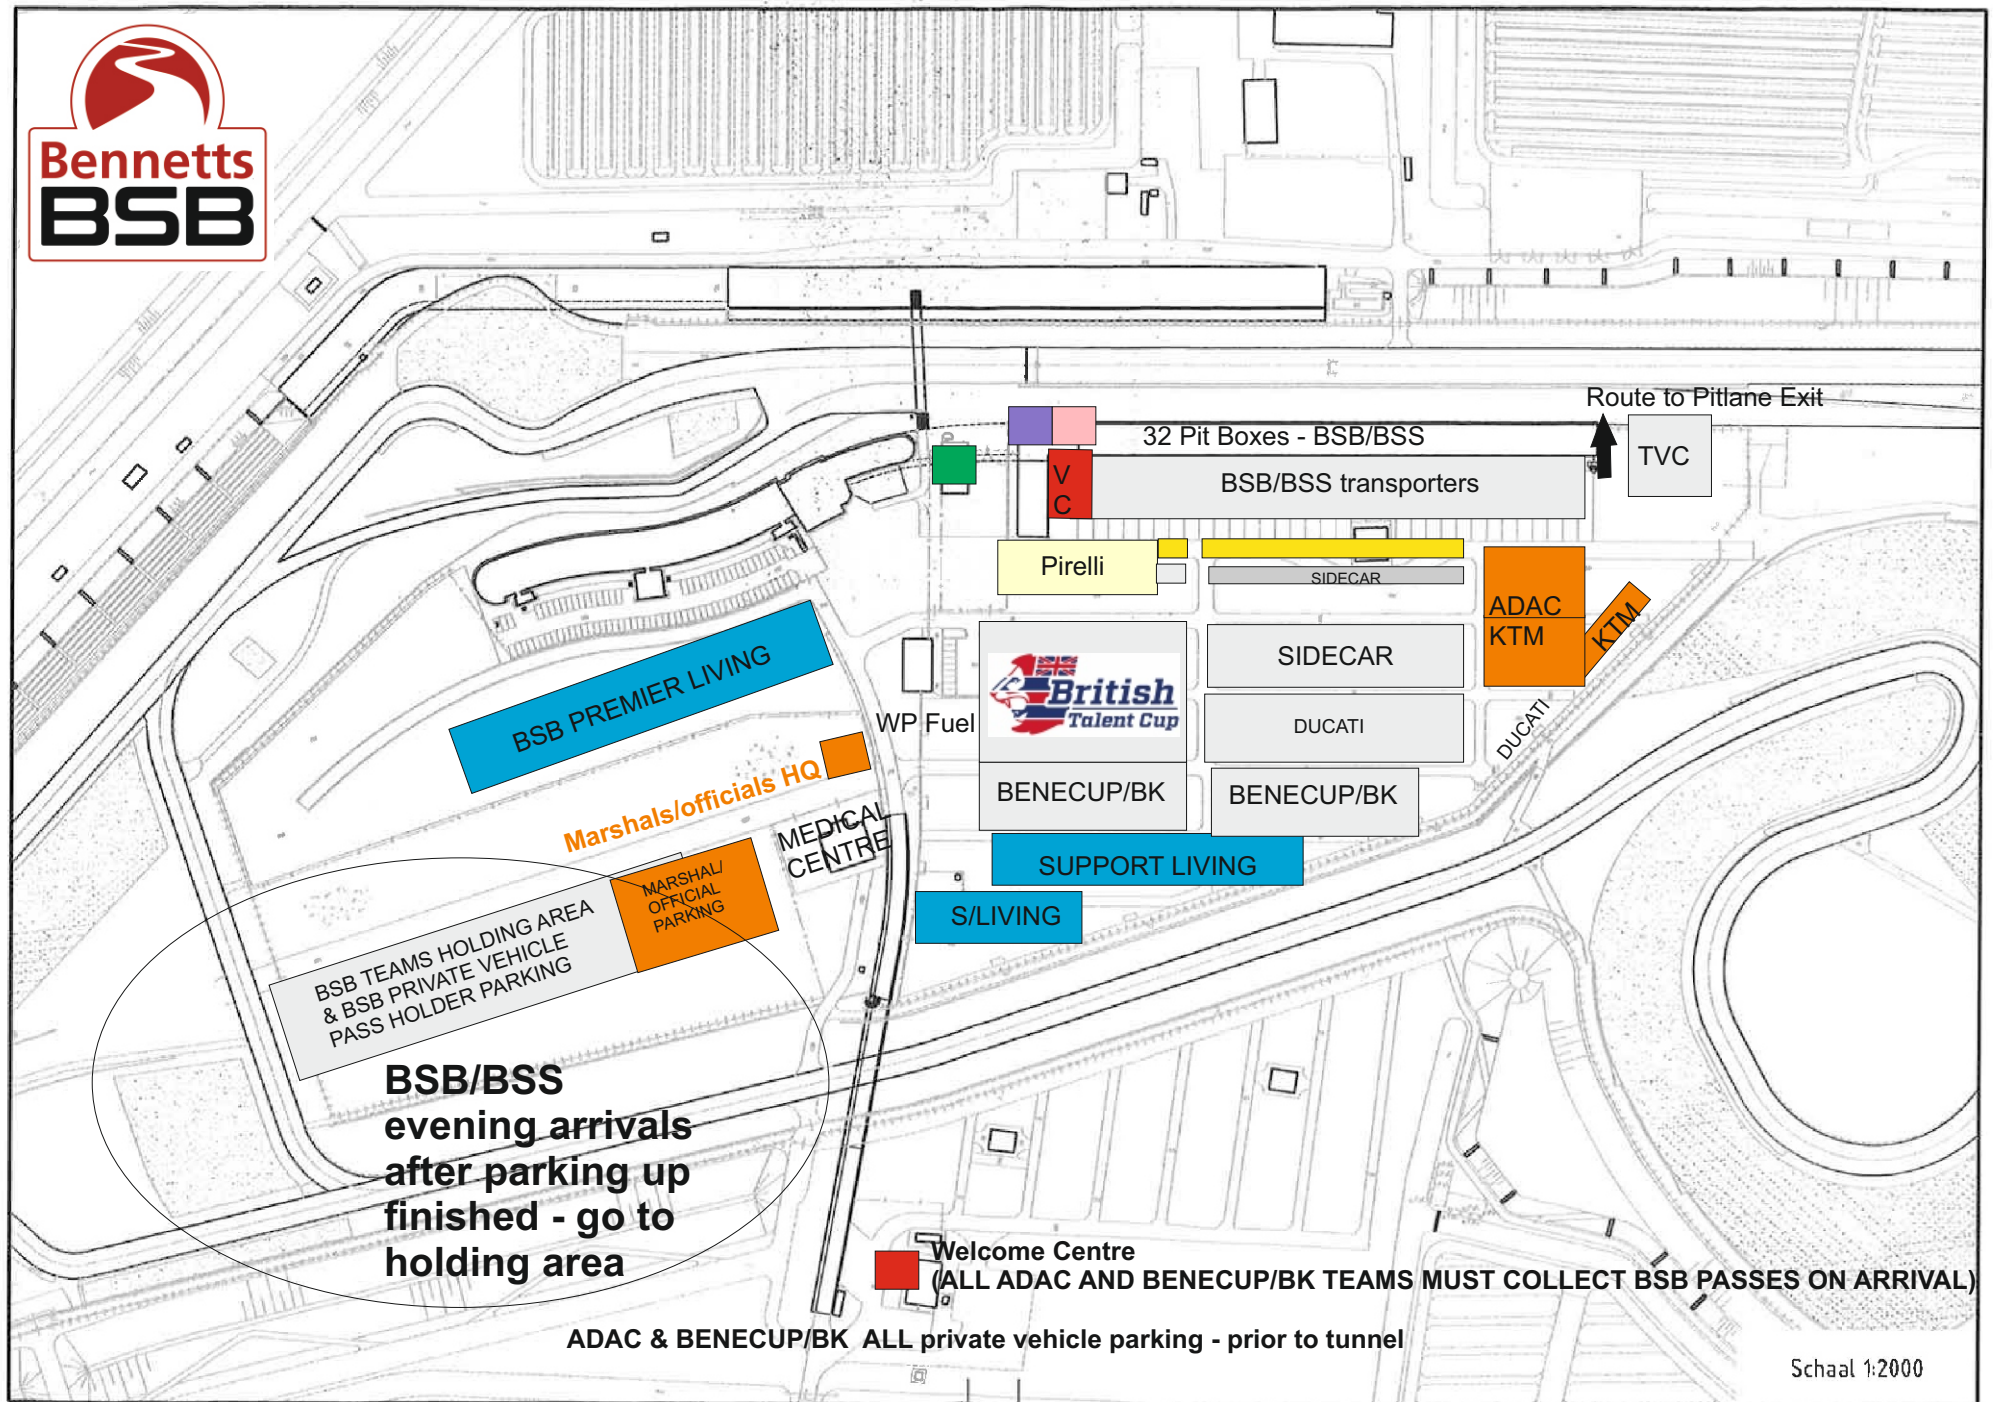 Bennetts
BSB
Route to Pitlane Exit
32 Pit Boxes - BSB/BSS
TVC
V
C
BSB/BSS transporters
Pirelli
SIDECAR
ADAC
KTM
KTM
British
Talent Cup
SIDECAR
BSB PREMIER LIVING
WP Fuel
DUCATI
DUCATI
Marshals/officials HQ
BENECUP/BK
BENECUP/BK
MEDICAL
CENTRE
SUPPORT LIVING
S/LIVING
MARSHAL/
OFFICIAL
PARKING
BSB TEAMS HOLDING AREA
& BSB PRIVATE VEHICLE
PASS HOLDER PARKING
BSB/BSS
evening arrivals
after parking up
finished - go to
holding area
Welcome Centre
(ALL ADAC AND BENECUP/BK TEAMS MUST COLLECT BSB PASSES ON ARRIVAL)
ADAC & BENECUP/BK ALL private vehicle parking - prior to tunnel
Schaal 1:2000